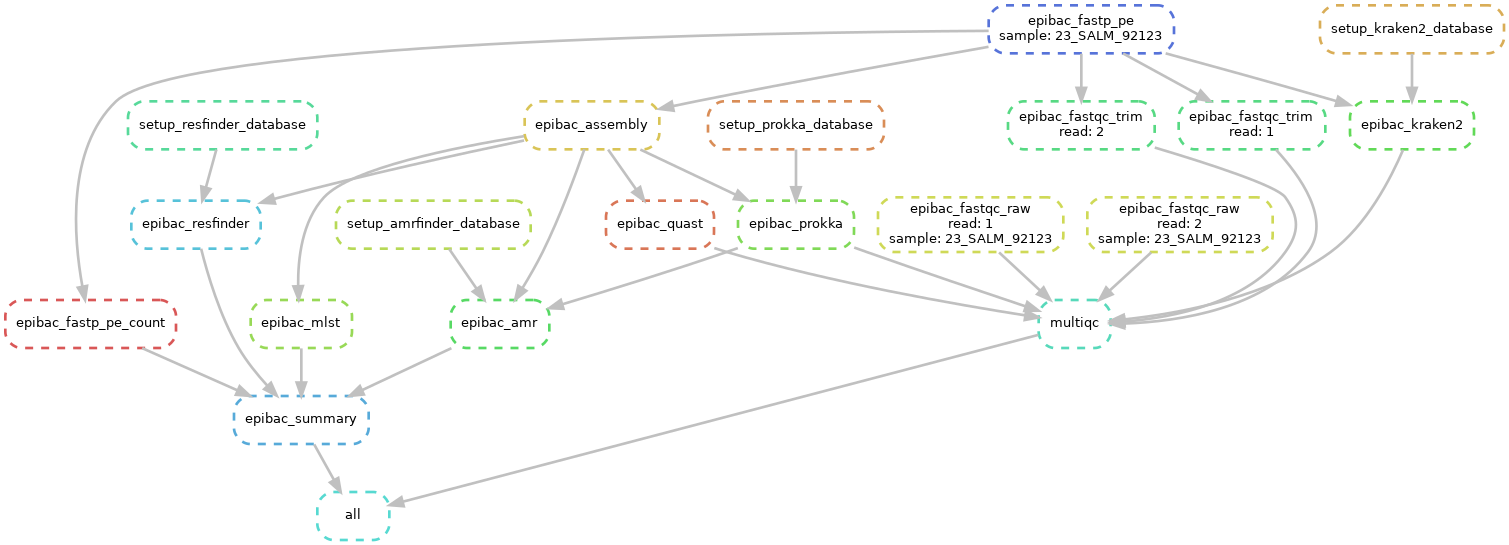 epibac_fastp_pe
sample: 23_SALM_92123
setup_kraken2_database
setup_resfinder_database
epibac_assembly
setup_prokka_database
epibac_fastqc_trim
read: 2
epibac_fastqc_trim
read: 1
epibac_kraken2
epibac_resfinder
setup_amrfinder_database
epibac_quast
epibac_prokka
epibac_fastqc_raw
read: 1
sample: 23_SALM_92123
epibac_fastqc_raw
read: 2
sample: 23_SALM_92123
epibac_fastp_pe_count
epibac_mlst
epibac_amr
multiqc
epibac_summary
all